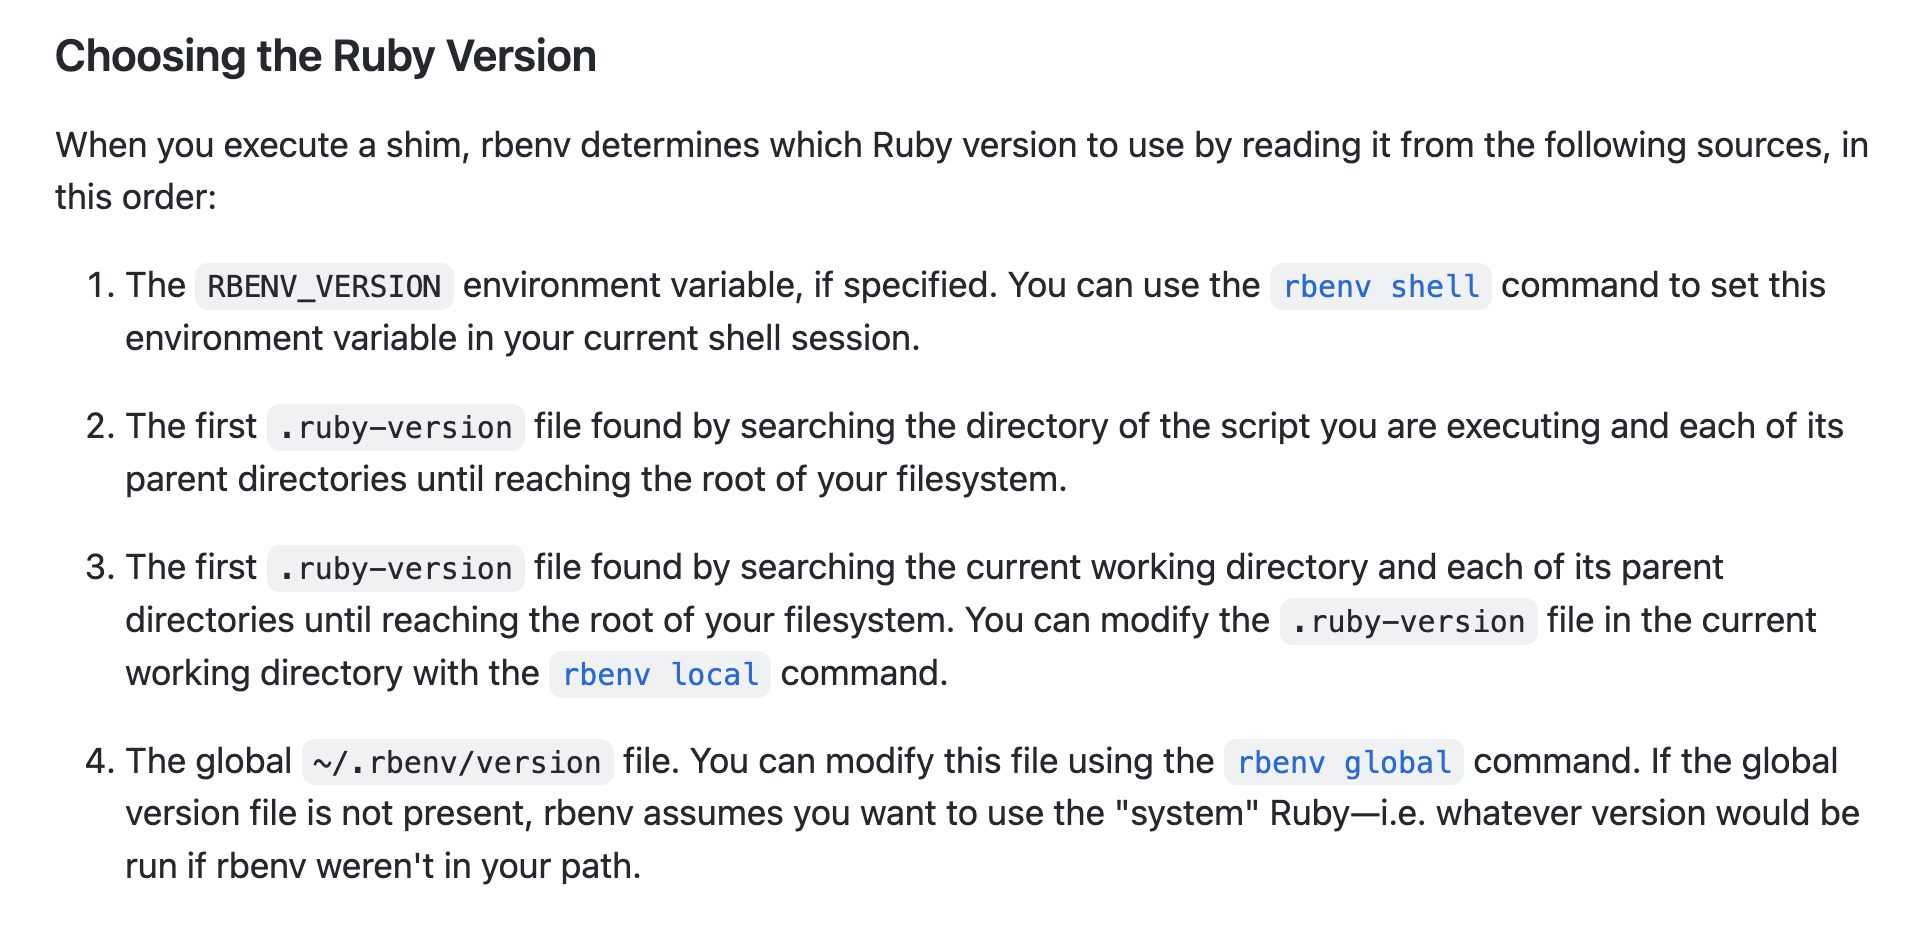 Choosing the Ruby Version
When you execute a shim, rbenv determines which Ruby version to use by reading it from the following sources, in
this order:
1. The RBENV_VERSION environment variable, if specified. You can use the rbenv shell command to set this
environment variable in your current shell session.
2. The first .ruby-version file found by searching the directory of the script you are executing and each of its
parent directories until reaching the root of your filesystem.
3. The first .ruby-version file found by searching the current working directory and each of its parent
directories until reaching the root of your filesystem. You can modify the .ruby-version file in the current
working directory with the rbenv local command.
4. The global ~/.rbenv/version file. You can modify this file using the rbenv global command. If the global
version file is not present, rbenv assumes you want to use the "system" Ruby—i.e. whatever version would be
run if rbenv weren't in your path.